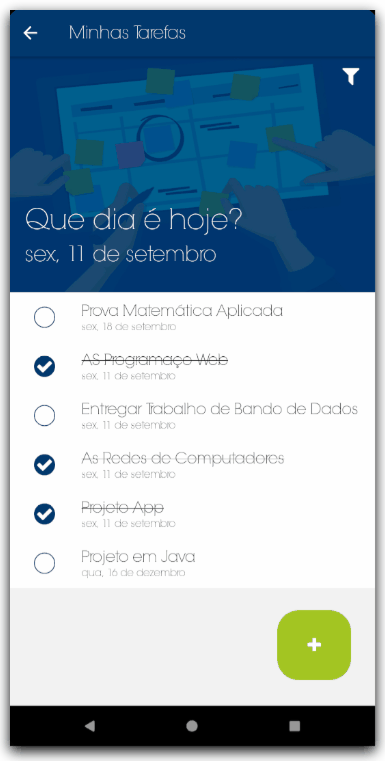 Minhas Tarefas
Que dia é hoje?
sex, 11 de setembro
Prova Matemática Aplicada
sex, 18 de setembro
AS Programaço Web
sex, 11 de setembro
Entregar Trabalho de Bando de Dados
sex, 11 de setembro
As Redes de Computadores
sex, 11 de setembro
Projeto App
sex, 11 de setembro
Projeto em Java
qua, 16 de dezembro